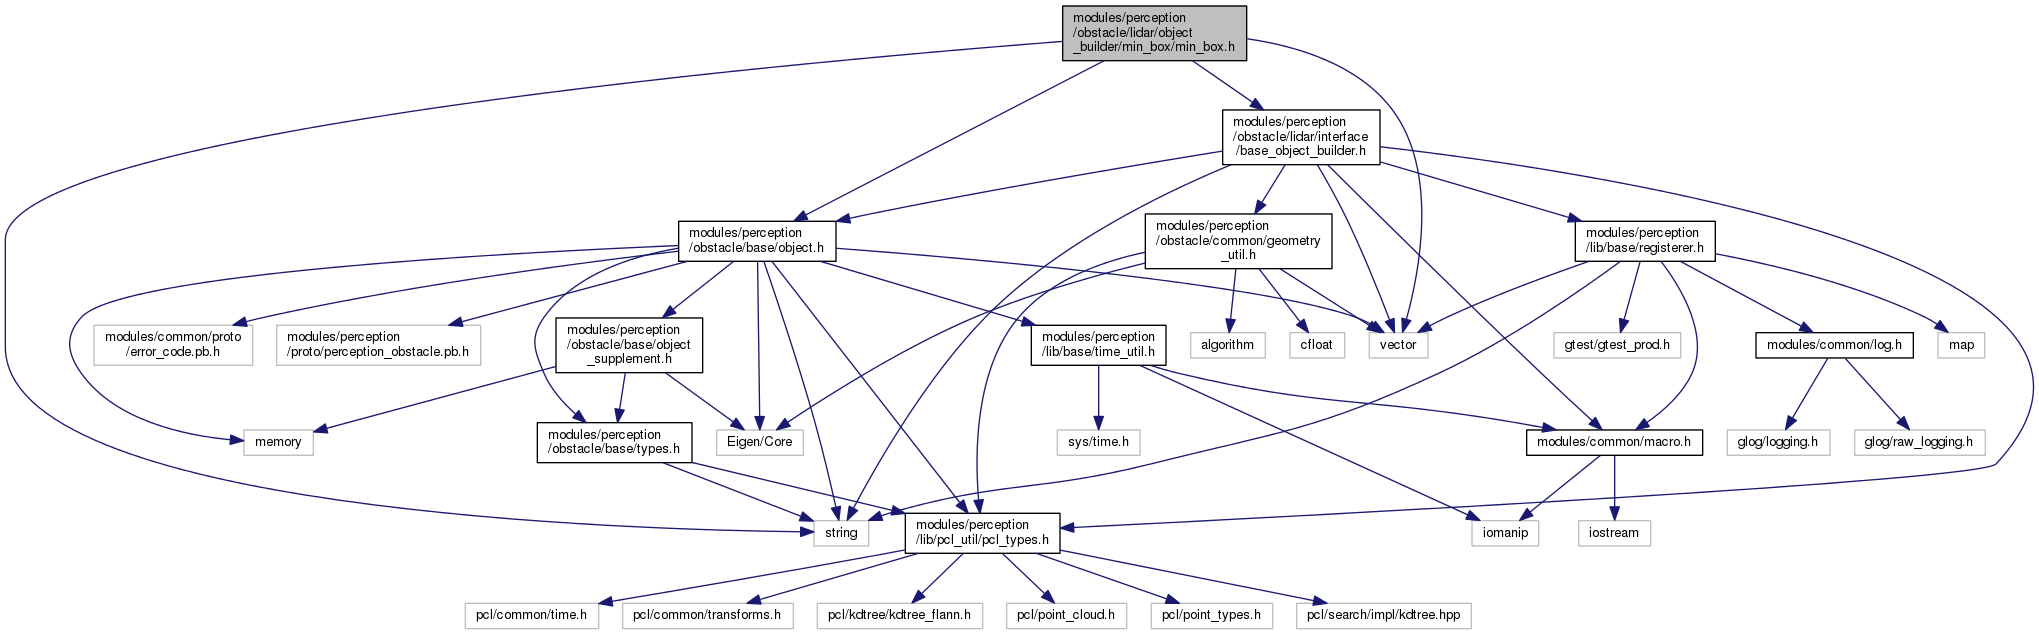 modules/perception
/obstacle/lidar/object
_builder/min_box/min_box.h
modules/perception
/obstacle/lidar/interface
/base_object_builder.h
modules/perception
/obstacle/base/object.h
modules/perception
/obstacle/common/geometry
_util.h
modules/perception
/lib/base/registerer.h
modules/common/proto
/error_code.pb.h
modules/perception
/proto/perception_obstacle.pb.h
modules/perception
/obstacle/base/object
_supplement.h
modules/perception
/lib/base/time_util.h
algorithm
cfloat
vector
gtest/gtest_prod.h
modules/common/log.h
map
memory
modules/perception
/obstacle/base/types.h
Eigen/Core
sys/time.h
modules/common/macro.h
glog/logging.h
glog/raw_logging.h
string
modules/perception
/lib/pcl_util/pcl_types.h
iomanip
iostream
pcl/common/time.h
pcl/common/transforms.h
pcl/kdtree/kdtree_flann.h
pcl/point_cloud.h
pcl/point_types.h
pcl/search/impl/kdtree.hpp